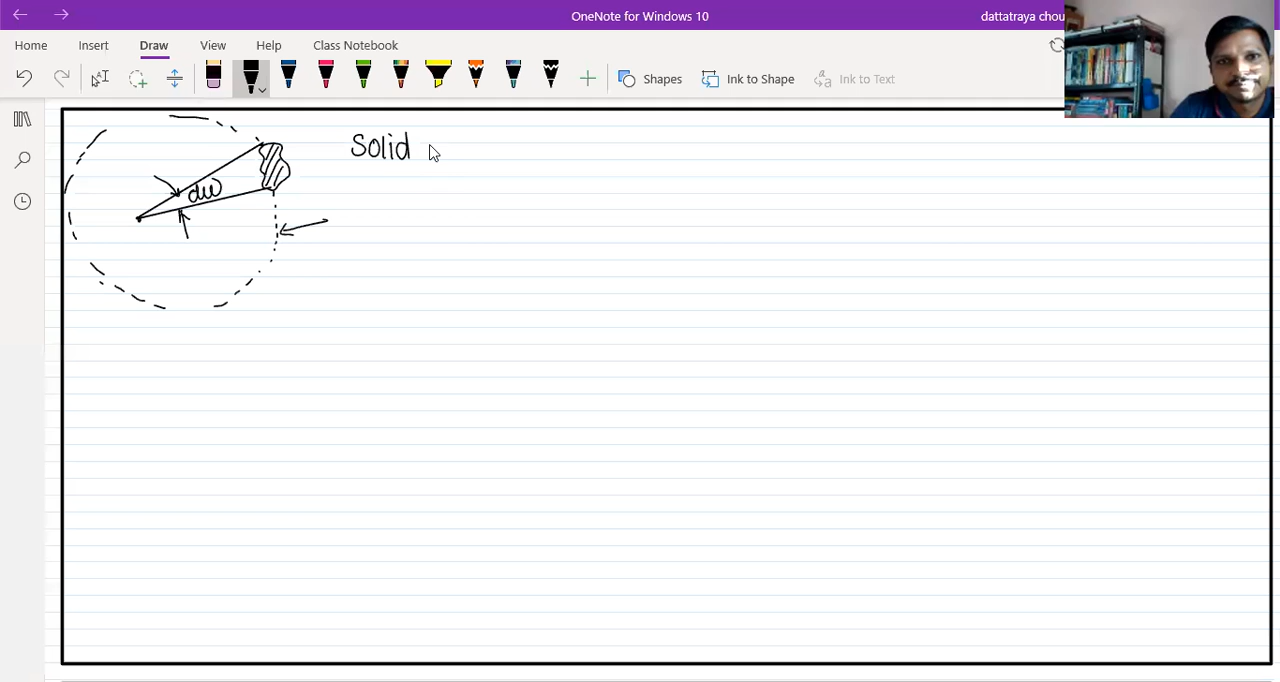 OneNote for Windows 10
dattatraya chou
Home Insert Draw View Help Class Notebook
Shapes Ink to Shape Ink to Text
Solid
dω